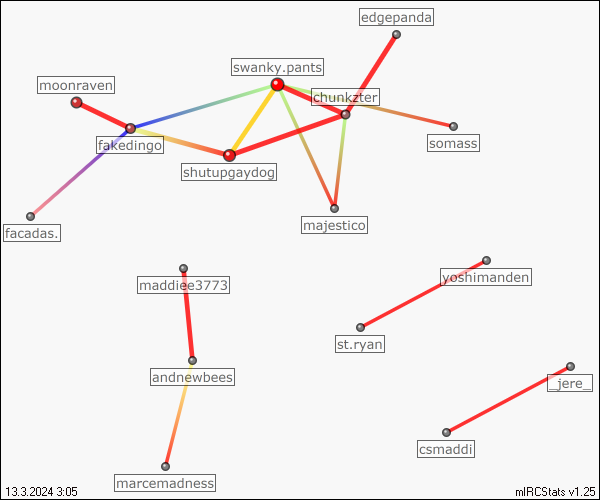 edgepanda
swanky.pants
moonraven
chunkzter
somass
fakedingo
shutupgaydog
majestico
facadas.
yoshimanden
maddiee3773
st.ryan
andnewbees
_jere_
csmaddi
marcemadness
13.3.2024 3:05
mIRCStats v1.25